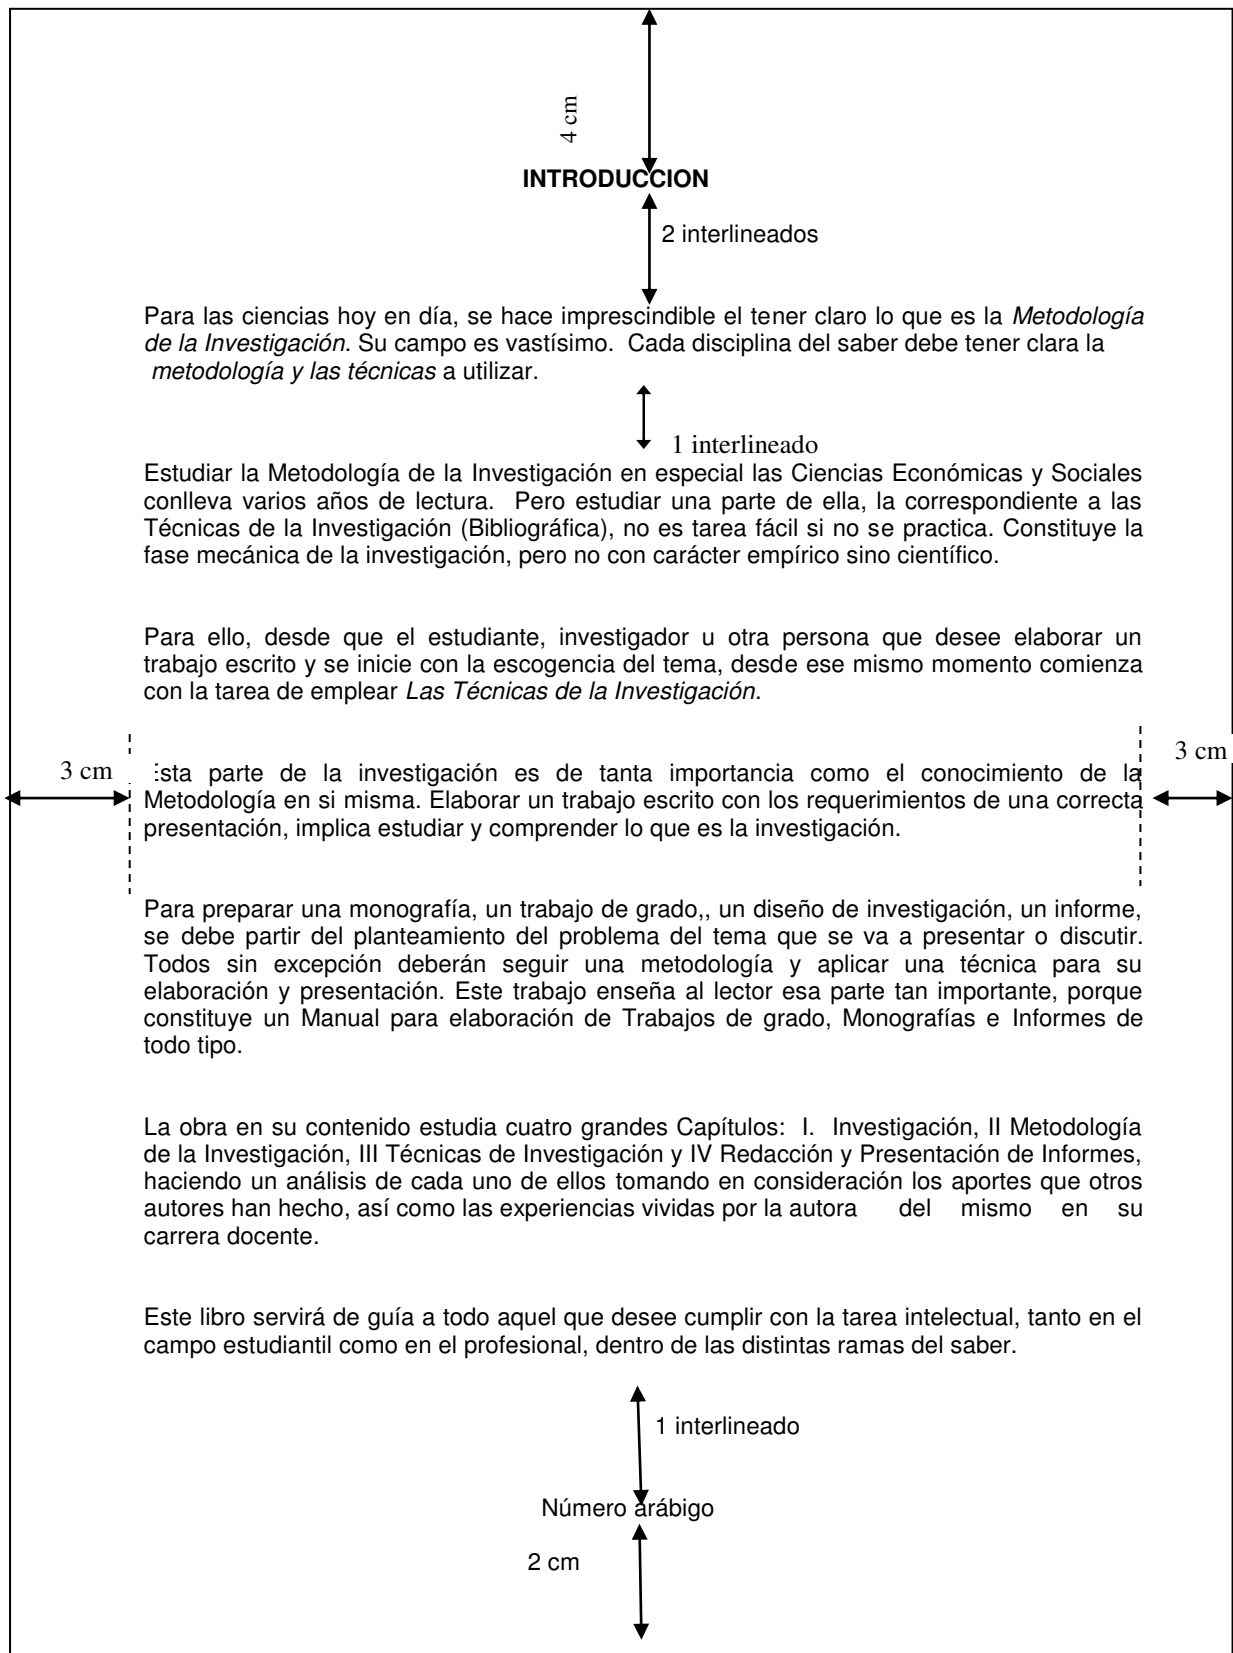 4 cm
INTRODUCCION
2 interlineados
Para las ciencias hoy en día, se hace imprescindible el tener claro lo que es la Metodología
de la Investigación. Su campo es vastísimo. Cada disciplina del saber debe tener clara la
metodología y las técnicas a utilizar.
1 interlineado
Estudiar la Metodología de la Investigación en especial las Ciencias Económicas y Sociales
conlleva varios años de lectura. Pero estudiar una parte de ella, la correspondiente a las
Técnicas de la Investigación (Bibliográfica), no es tarea fácil si no se practica. Constituye la
fase mecánica de la investigación, pero no con carácter empírico sino científico.
Para ello, desde que el estudiante, investigador u otra persona que desee elaborar un
trabajo escrito y se inicie con la escogencia del tema, desde ese mismo momento comienza
con la tarea de emplear Las Técnicas de la Investigación.
3 cm
3 cm
Esta parte de la investigación es de tanta importancia como el conocimiento de la
Metodología en si misma. Elaborar un trabajo escrito con los requerimientos de una correcta
presentación, implica estudiar y comprender lo que es la investigación.
Para preparar una monografía, un trabajo de grado,, un diseño de investigación, un informe,
se debe partir del planteamiento del problema del tema que se va a presentar o discutir.
Todos sin excepción deberán seguir una metodología y aplicar una técnica para su
elaboración y presentación. Este trabajo enseña al lector esa parte tan importante, porque
constituye un Manual para elaboración de Trabajos de grado, Monografías e Informes de
todo tipo.
La obra en su contenido estudia cuatro grandes Capítulos: I. Investigación, II Metodología
de la Investigación, III Técnicas de Investigación y IV Redacción y Presentación de Informes,
haciendo un análisis de cada uno de ellos tomando en consideración los aportes que otros
autores han hecho, así como las experiencias vividas por la autora del mismo en su
carrera docente.
Este libro servirá de guía a todo aquel que desee cumplir con la tarea intelectual, tanto en el
campo estudiantil como en el profesional, dentro de las distintas ramas del saber.
1 interlineado
Número arábigo
2 cm